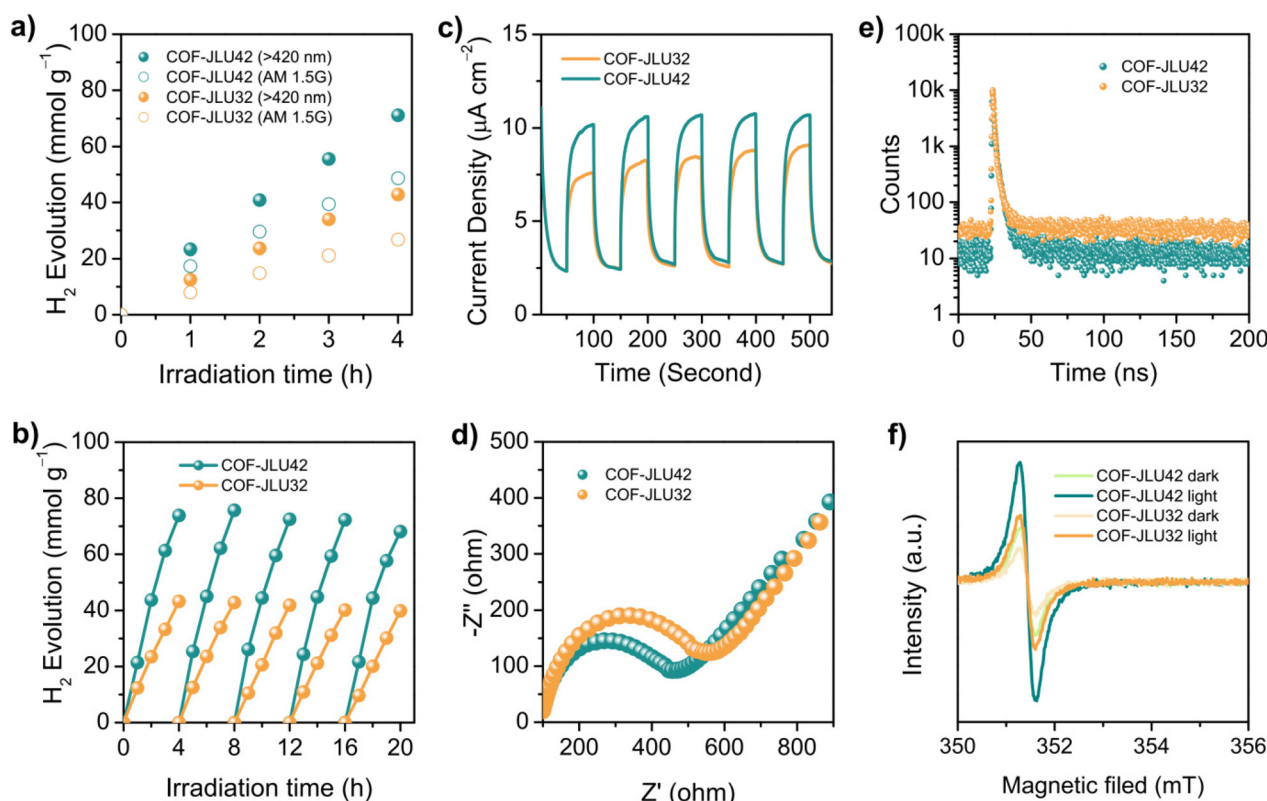 a)
100
80
60
40
20
0
H₂ Evolution (mmol g⁻¹)
COF-JLU42 (>420 nm)
COF-JLU42 (AM 1.5G)
COF-JLU32 (>420 nm)
COF-JLU32 (AM 1.5G)
0 1 2 3 4
Irradiation time (h)
b)
100
80
60
40
20
0
H₂ Evolution (mmol g⁻¹)
COF-JLU42
COF-JLU32
0 4 8 12 16 20
Irradiation time (h)
c)
15
10
5
0
Current Density (µA cm⁻²)
COF-JLU32
COF-JLU42
100 200 300 400 500
Time (Second)
d)
500
400
300
200
100
0
-Z'' (ohm)
COF-JLU42
COF-JLU32
200 400 600 800
Z' (ohm)
e)
100k
10k
1k
100
10
1
Counts
COF-JLU42
COF-JLU32
0 50 100 150 200
Time (ns)
f)
Intensity (a.u.)
COF-JLU42 dark
COF-JLU42 light
COF-JLU32 dark
COF-JLU32 light
350 352 354 356
Magnetic filed (mT)